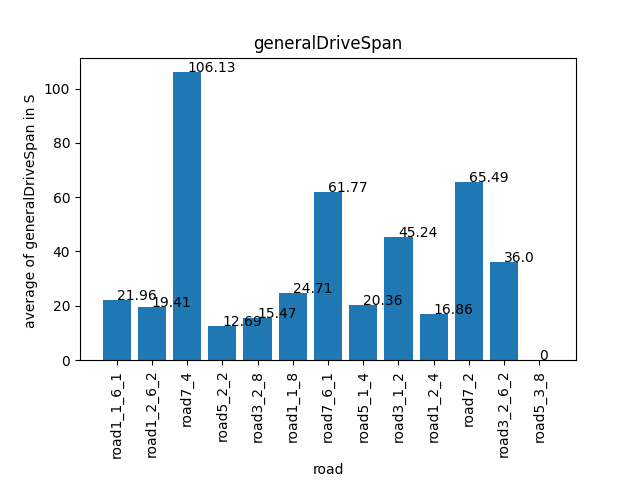 generalDriveSpan
average of generalDriveSpan in S
100
80
60
40
20
0
21.96
19.41
106.13
12.69
15.47
24.71
61.77
20.36
45.24
16.86
65.49
36.0
0
road1_1_6_1
road1_2_6_2
road7_4
road5_2_2
road3_2_8
road1_1_8
road7_6_1
road5_1_4
road3_1_2
road1_2_4
road7_2
road3_2_6_2
road5_3_8
road